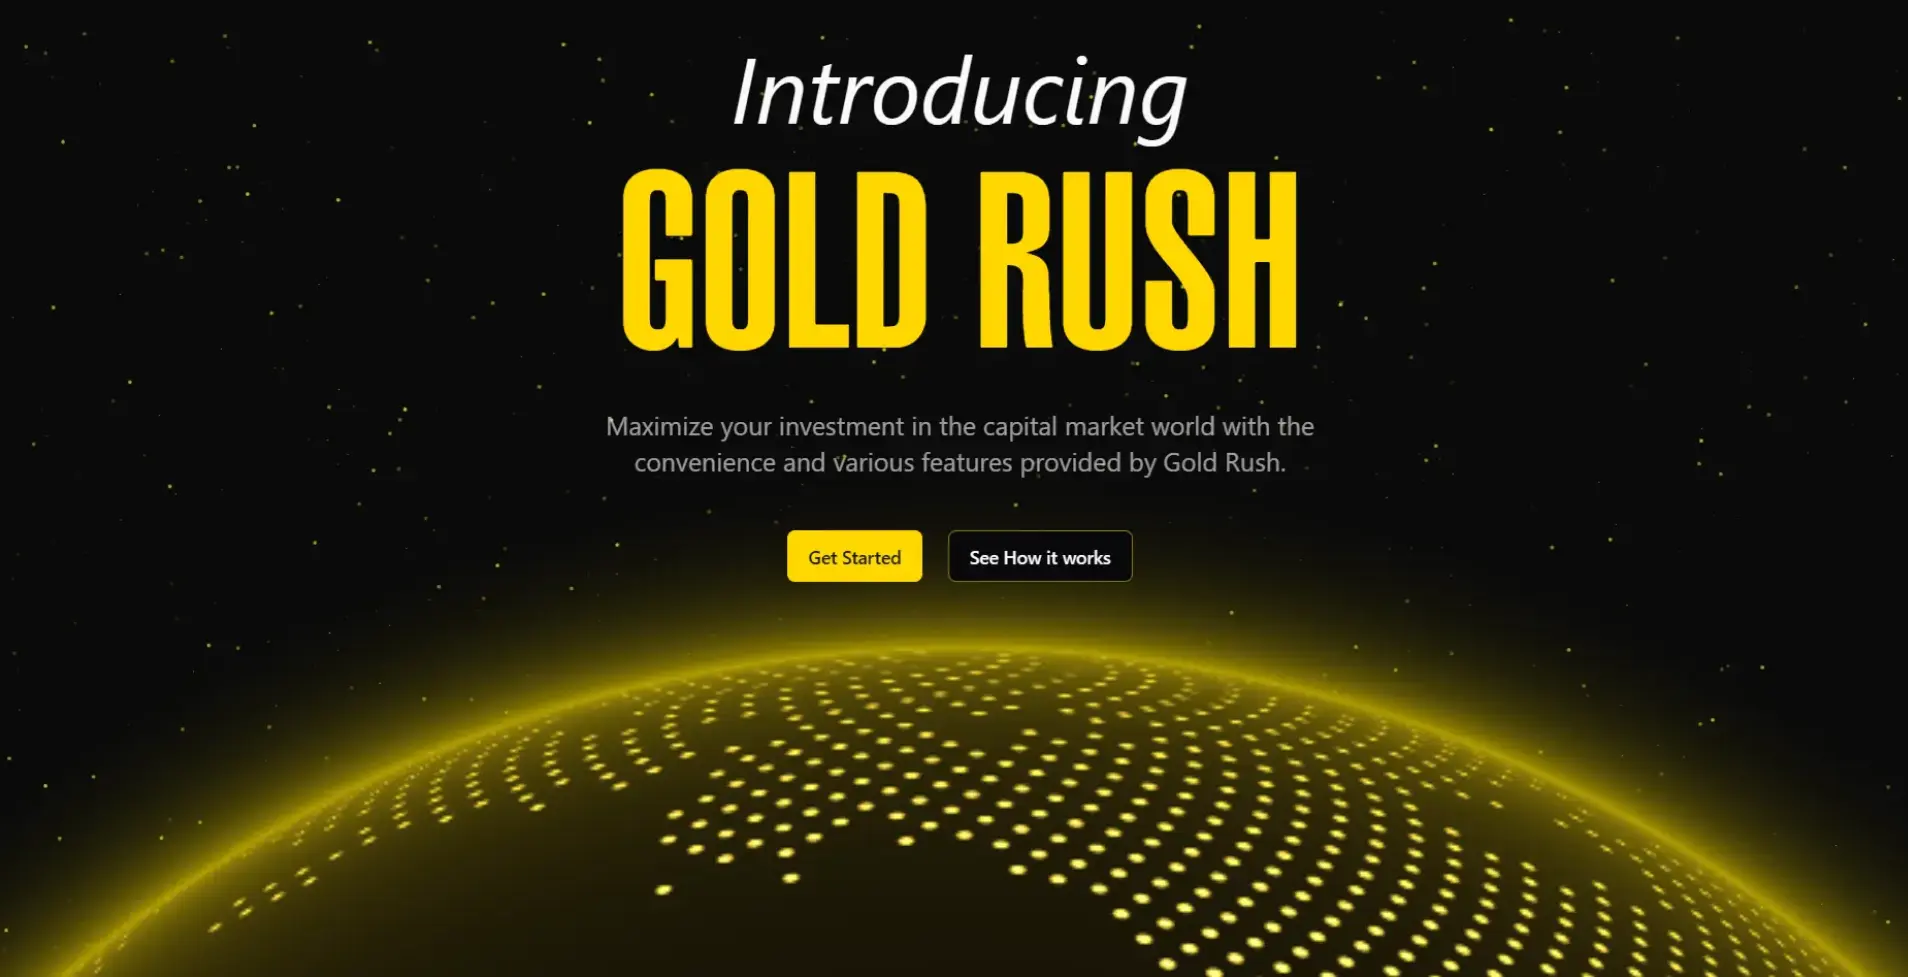 Introducing
GOLD RUSH
Maximize your investment in the capital market world with the
convenience and various features provided by Gold Rush.
Get Started
See How it works